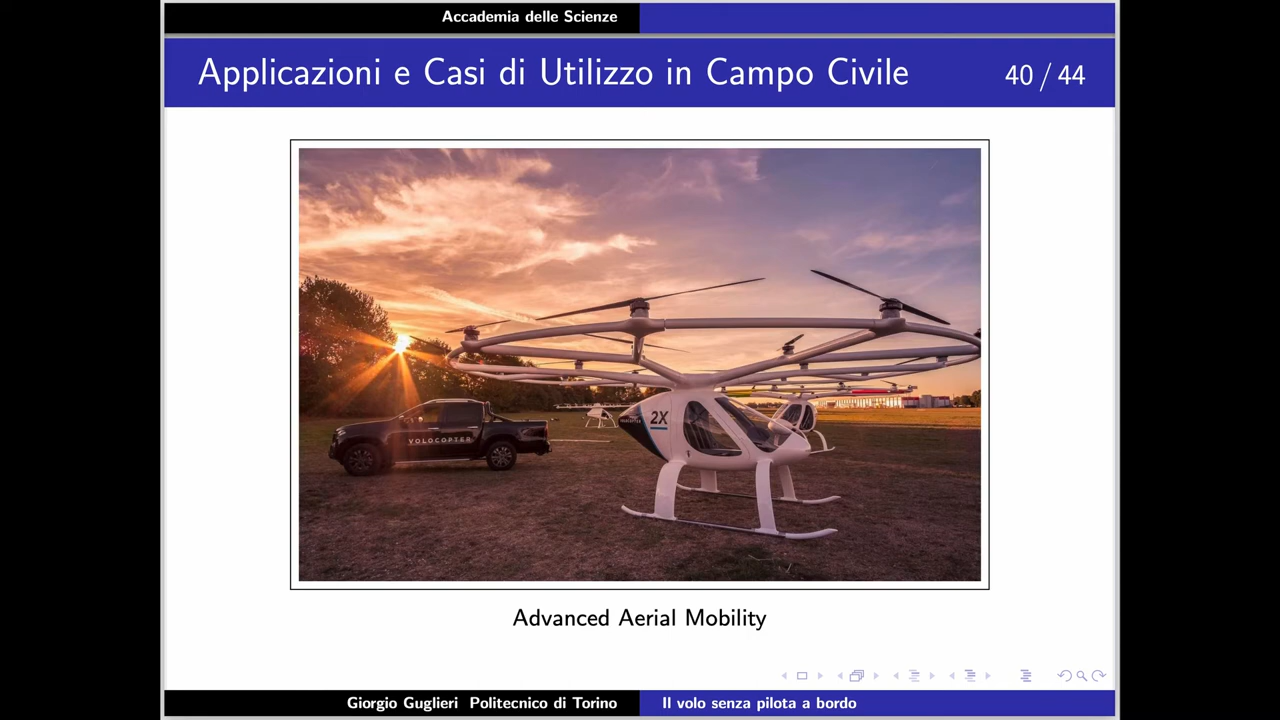 Accademia delle Scienze
Applicazioni e Casi di Utilizzo in Campo Civile
40 / 44
VOLOCOPTER
2X
VOLOCOPTER
Advanced Aerial Mobility
Giorgio Guglieri Politecnico di Torino
Il volo senza pilota a bordo